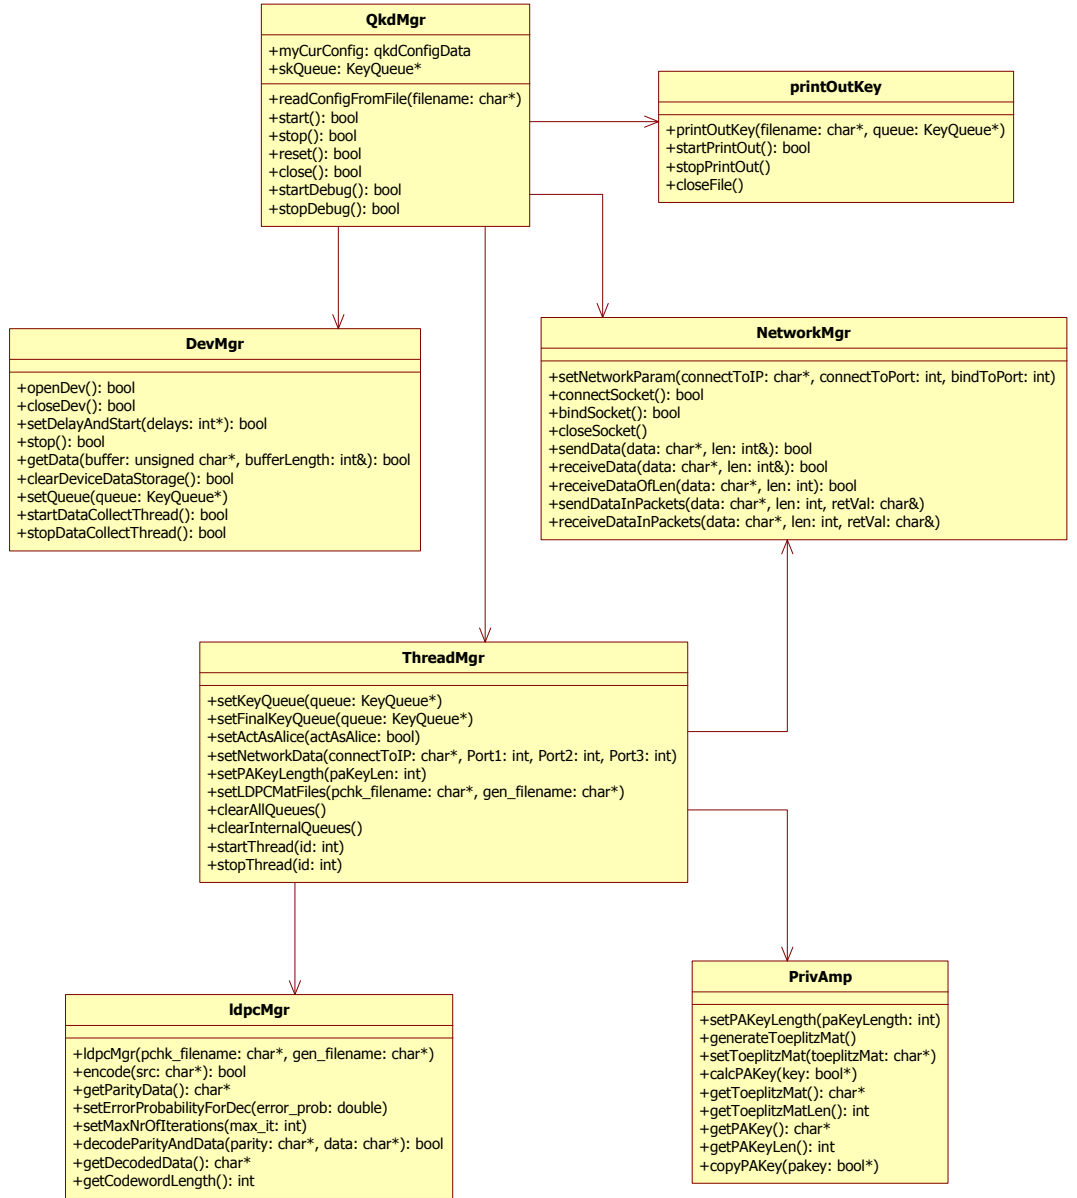 QkdMgr
+myCurConfig: qkdConfigData
+skQueue: KeyQueue*
+readConfigFromFile(filename: char*)
+start(): bool
+stop(): bool
+reset(): bool
+close(): bool
+startDebug(): bool
+stopDebug(): bool
printOutKey
+printOutKey(filename: char*, queue: KeyQueue*)
+startPrintOut(): bool
+stopPrintOut()
+closeFile()
DevMgr
+openDev(): bool
+closeDev(): bool
+setDelayAndStart(delays: int*): bool
+stop(): bool
+getData(buffer: unsigned char*, bufferLength: int&): bool
+clearDeviceDataStorage(): bool
+setQueue(queue: KeyQueue*)
+startDataCollectThread(): bool
+stopDataCollectThread(): bool
NetworkMgr
+setNetworkParam(connectToIP: char*, connectToPort: int, bindToPort: int)
+connectSocket(): bool
+bindSocket(): bool
+closeSocket()
+sendData(data: char*, len: int&): bool
+receiveData(data: char*, len: int&): bool
+receiveDataOfLen(data: char*, len: int): bool
+sendDataInPackets(data: char*, len: int, retVal: char&)
+receiveDataInPackets(data: char*, len: int, retVal: char&)
ThreadMgr
+setKeyQueue(queue: KeyQueue*)
+setFinalKeyQueue(queue: KeyQueue*)
+setActAsAlice(actAsAlice: bool)
+setNetworkData(connectToIP: char*, Port1: int, Port2: int, Port3: int)
+setPAKeyLength(paKeyLen: int)
+setLDPCMatFiles(pchk_filename: char*, gen_filename: char*)
+clearAllQueues()
+clearInternalQueues()
+startThread(id: int)
+stopThread(id: int)
ldpcMgr
+ldpcMgr(pchk_filename: char*, gen_filename: char*)
+encode(src: char*): bool
+getParityData(): char*
+setErrorProbabilityForDec(error_prob: double)
+setMaxNrOfIterations(max_it: int)
+decodeParityAndData(parity: char*, data: char*): bool
+getDecodedData(): char*
+getCodewordLength(): int
PrivAmp
+setPAKeyLength(paKeyLength: int)
+generateToeplitzMat()
+setToeplitzMat(toeplitzMat: char*)
+calcPAKey(key: bool*)
+getToeplitzMat(): char*
+getToeplitzMatLen(): int
+getPAKey(): char*
+getPAKeyLen(): int
+copyPAKey(pakey: bool*)